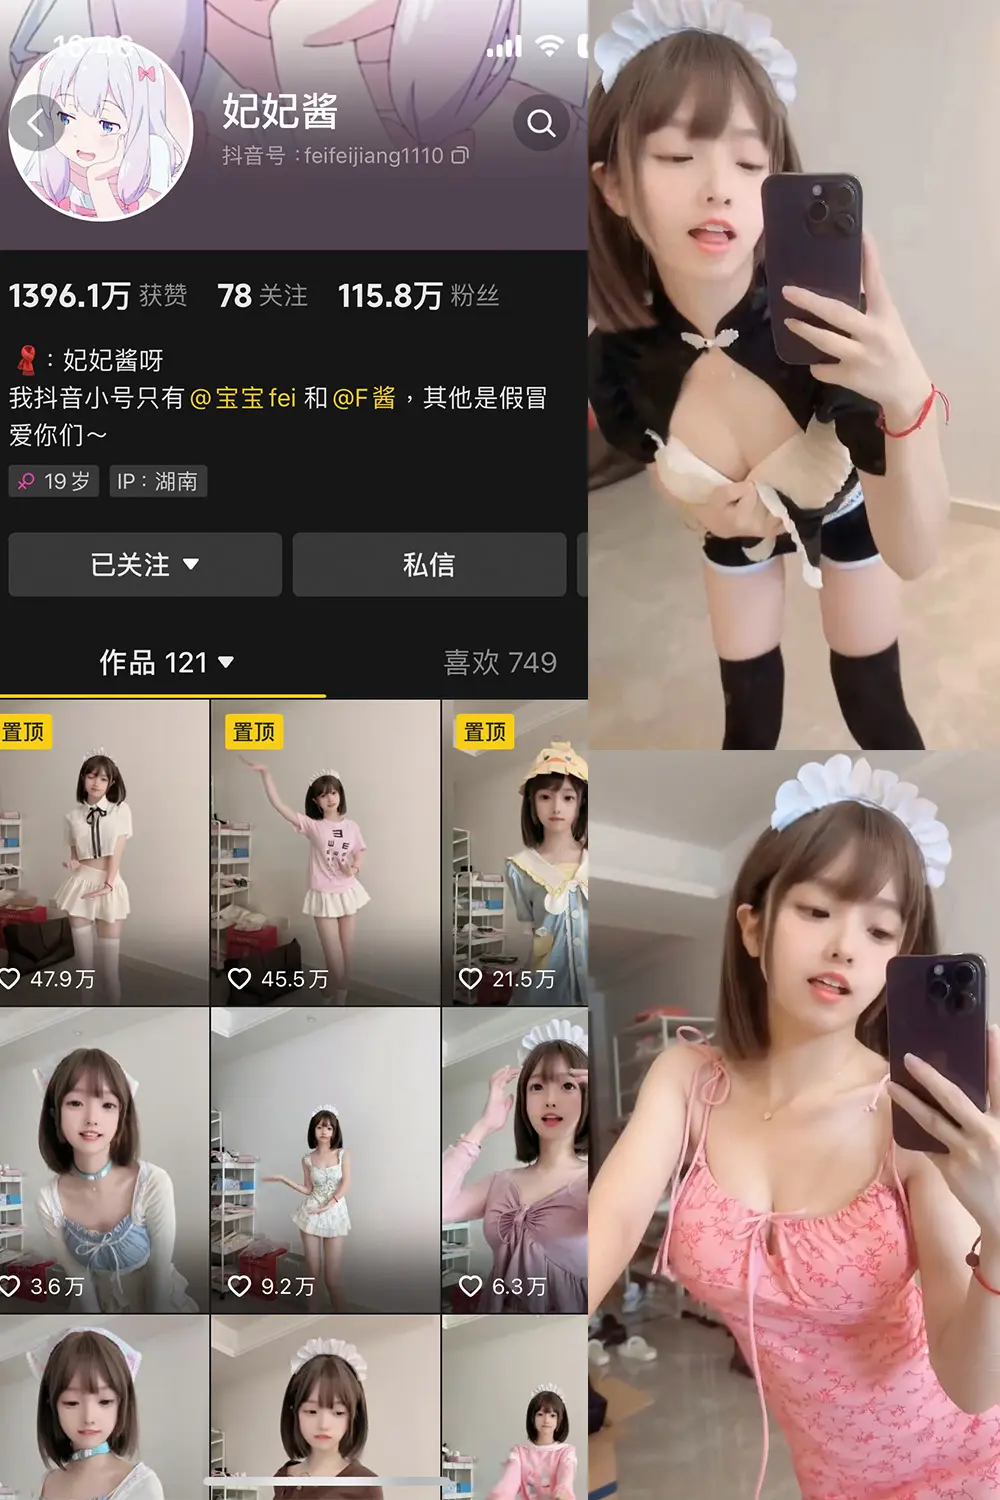 16:46
妃妃酱
抖音号：feifeijiang1110
1396.1万 获赞 78 关注 115.8万 粉丝
：妃妃酱呀
我抖音小号只有@宝宝fei 和@F酱，其他是假冒
爱你们～
19岁 IP：湖南
已关注 私信
作品 121 喜欢 749
置顶 置顶 置顶
47.9万 45.5万 21.5万
3.6万 9.2万 6.3万